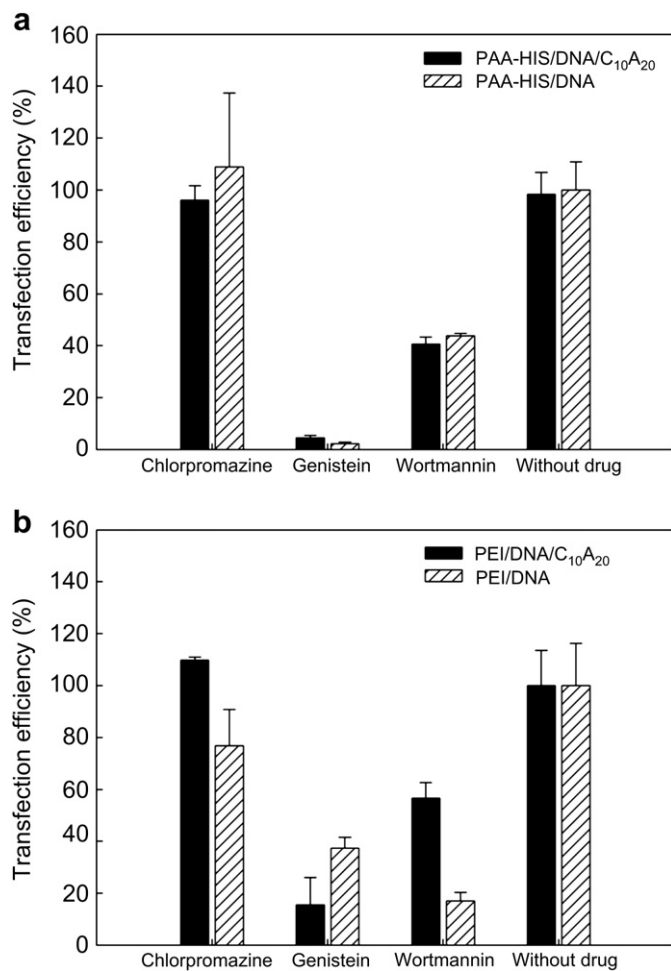 a
160
140
120
100
80
60
40
20
0
Transfection efficiency (%)
PAA-HIS/DNA/C₁₀A₂₀
PAA-HIS/DNA
Chlorpromazine Genistein Wortmannin Without drug
b
160
140
120
100
80
60
40
20
0
Transfection efficiency (%)
PEI/DNA/C₁₀A₂₀
PEI/DNA
Chlorpromazine Genistein Wortmannin Without drug